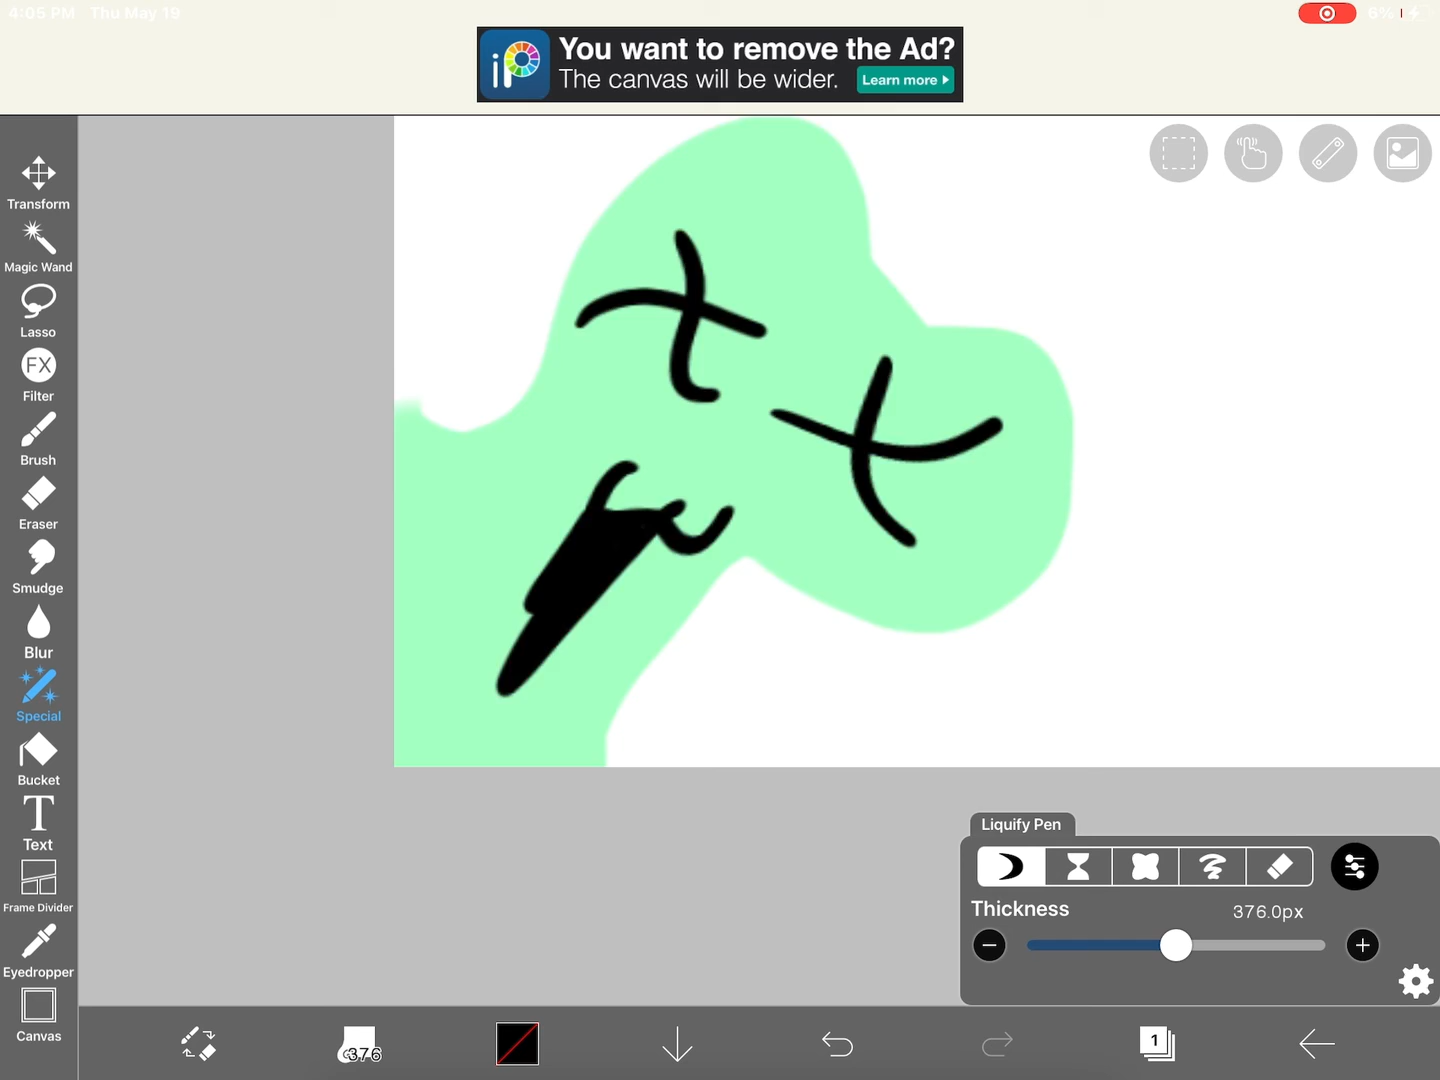 4:05 PM Thu May 19
6%
iP
You want to remove the Ad?
The canvas will be wider. Learn more
Transform
Magic Wand
Lasso
FX
Filter
Brush
Eraser
Smudge
Blur
Special
Bucket
T
Text
Frame Divider
Eyedropper
Canvas
Liquify Pen
Thickness 376.0px
376
1